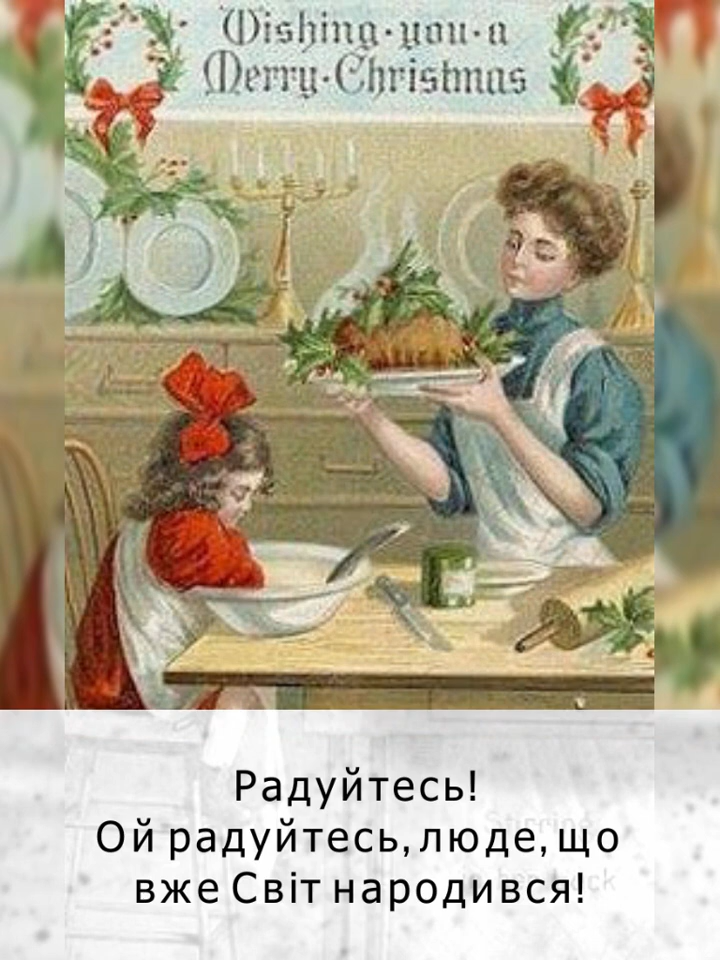 Wishing·you·a
Merry·Christmas
Радуйтесь!
Ой радуйтесь, люде, що
вже Світ народився!